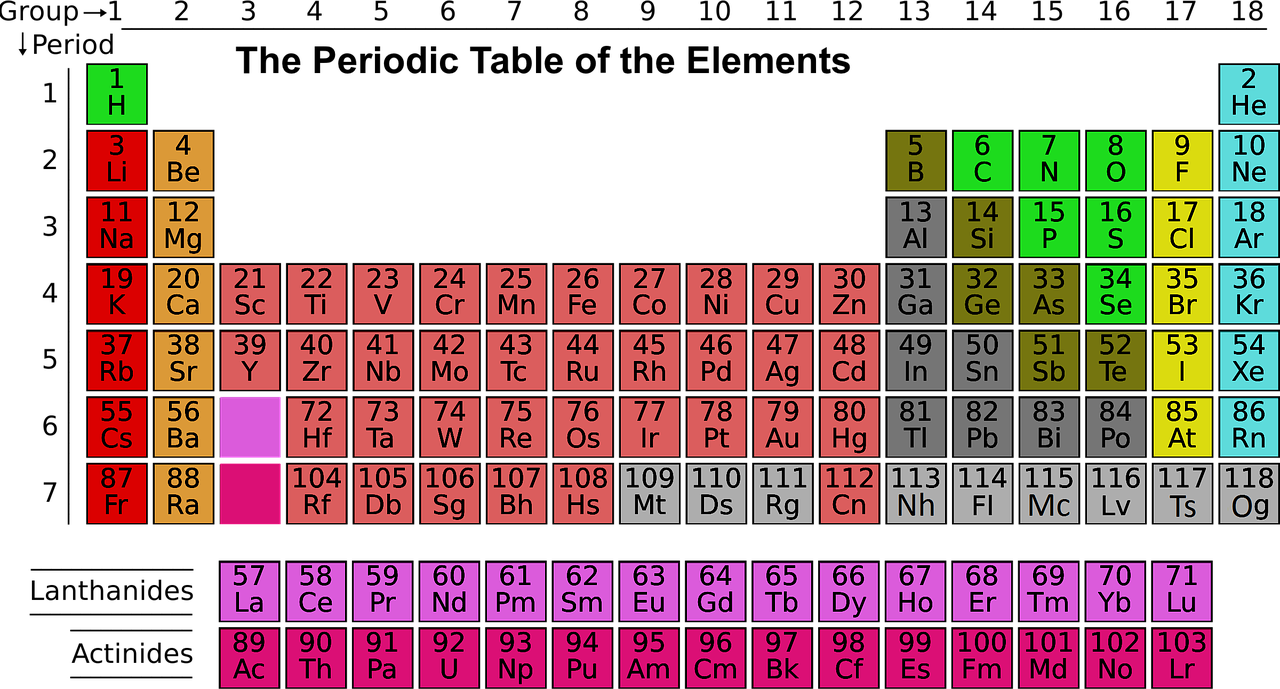 Group→1 2 3 4 5 6 7 8 9 10 11 12 13 14 15 16 17 18
↓Period
The Periodic Table of the Elements
1 1 2
H He
2 3 4 5 6 7 8 9 10
Li Be B C N O F Ne
3 11 12 13 14 15 16 17 18
Na Mg Al Si P S Cl Ar
4 19 20 21 22 23 24 25 26 27 28 29 30 31 32 33 34 35 36
K Ca Sc Ti V Cr Mn Fe Co Ni Cu Zn Ga Ge As Se Br Kr
5 37 38 39 40 41 42 43 44 45 46 47 48 49 50 51 52 53 54
Rb Sr Y Zr Nb Mo Tc Ru Rh Pd Ag Cd In Sn Sb Te I Xe
6 55 56 72 73 74 75 76 77 78 79 80 81 82 83 84 85 86
Cs Ba Hf Ta W Re Os Ir Pt Au Hg Tl Pb Bi Po At Rn
7 87 88 104 105 106 107 108 109 110 111 112 113 114 115 116 117 118
Fr Ra Rf Db Sg Bh Hs Mt Ds Rg Cn Nh Fl Mc Lv Ts Og
Lanthanides 57 58 59 60 61 62 63 64 65 66 67 68 69 70 71
La Ce Pr Nd Pm Sm Eu Gd Tb Dy Ho Er Tm Yb Lu
Actinides 89 90 91 92 93 94 95 96 97 98 99 100 101 102 103
Ac Th Pa U Np Pu Am Cm Bk Cf Es Fm Md No Lr